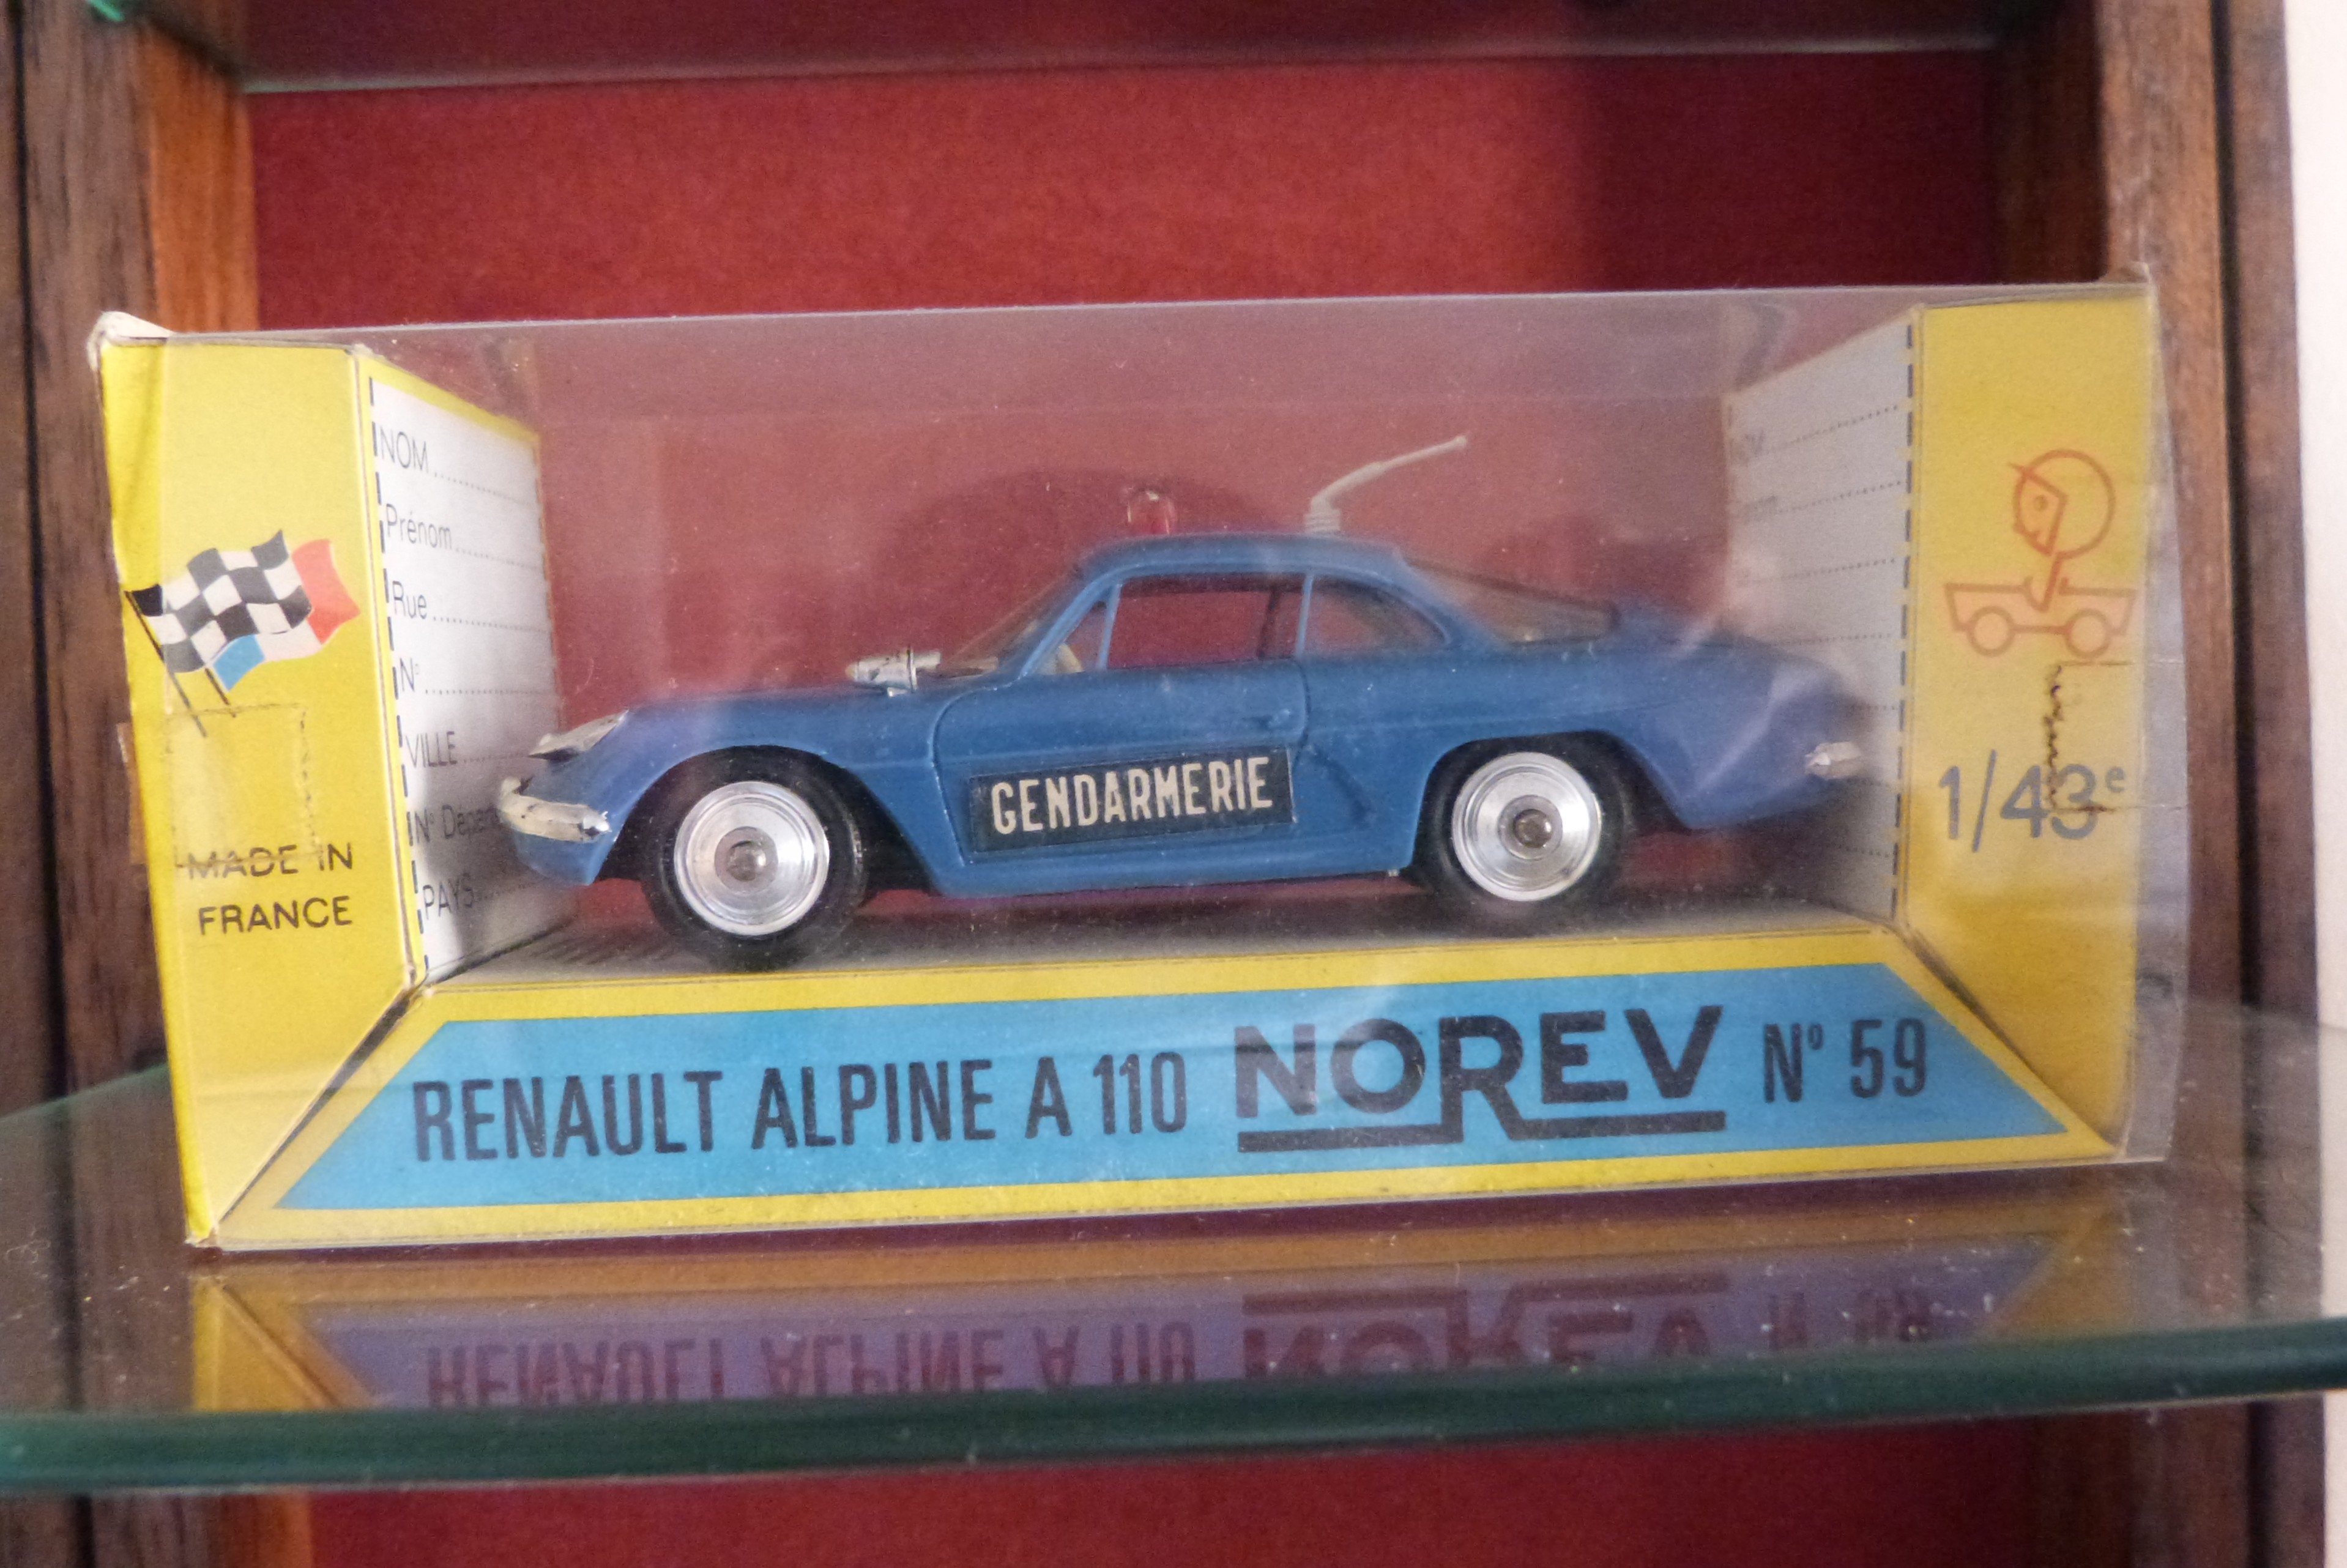 NOM
Prénom
Rue
N°
VILLE
PAYS
MADE IN
FRANCE
GENDARMERIE
1/43e
RENAULT ALPINE A 110 NOREV N° 59